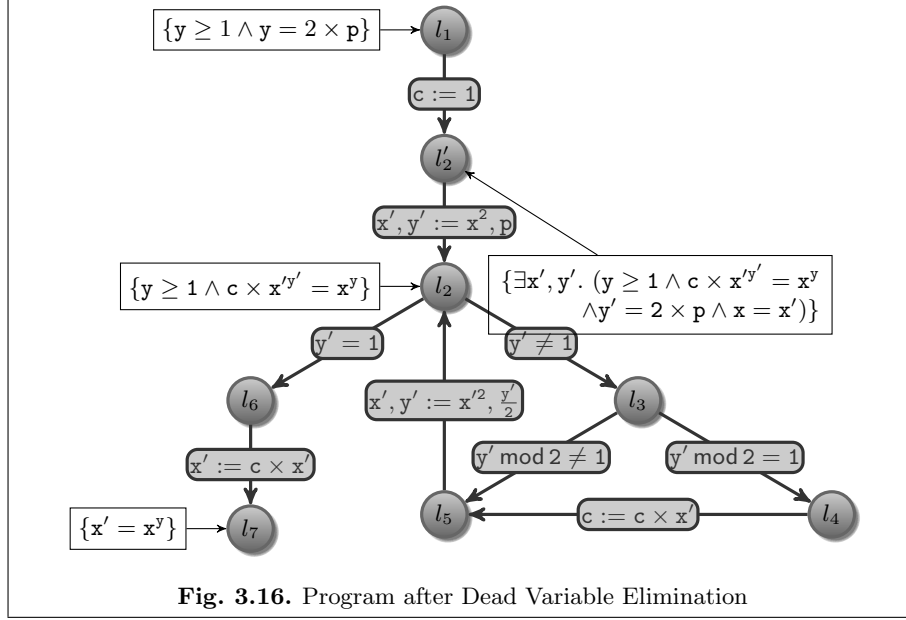 {y ≥ 1 ∧ y = 2 × p}
l₁
c := 1
l′₂
x′, y′ := x², p
{y ≥ 1 ∧ c × x′^y′ = x^y}
l₂
{∃x′, y′. (y ≥ 1 ∧ c × x′^y′ = x^y
∧y′ = 2 × p ∧ x = x′)}
y′ = 1
y′ ≠ 1
l₆
x′, y′ := x′², y′/2
l₃
x′ := c × x′
y′ mod 2 ≠ 1
y′ mod 2 = 1
{x′ = x^y}
l₇
l₅
c := c × x′
l₄
Fig. 3.16. Program after Dead Variable Elimination